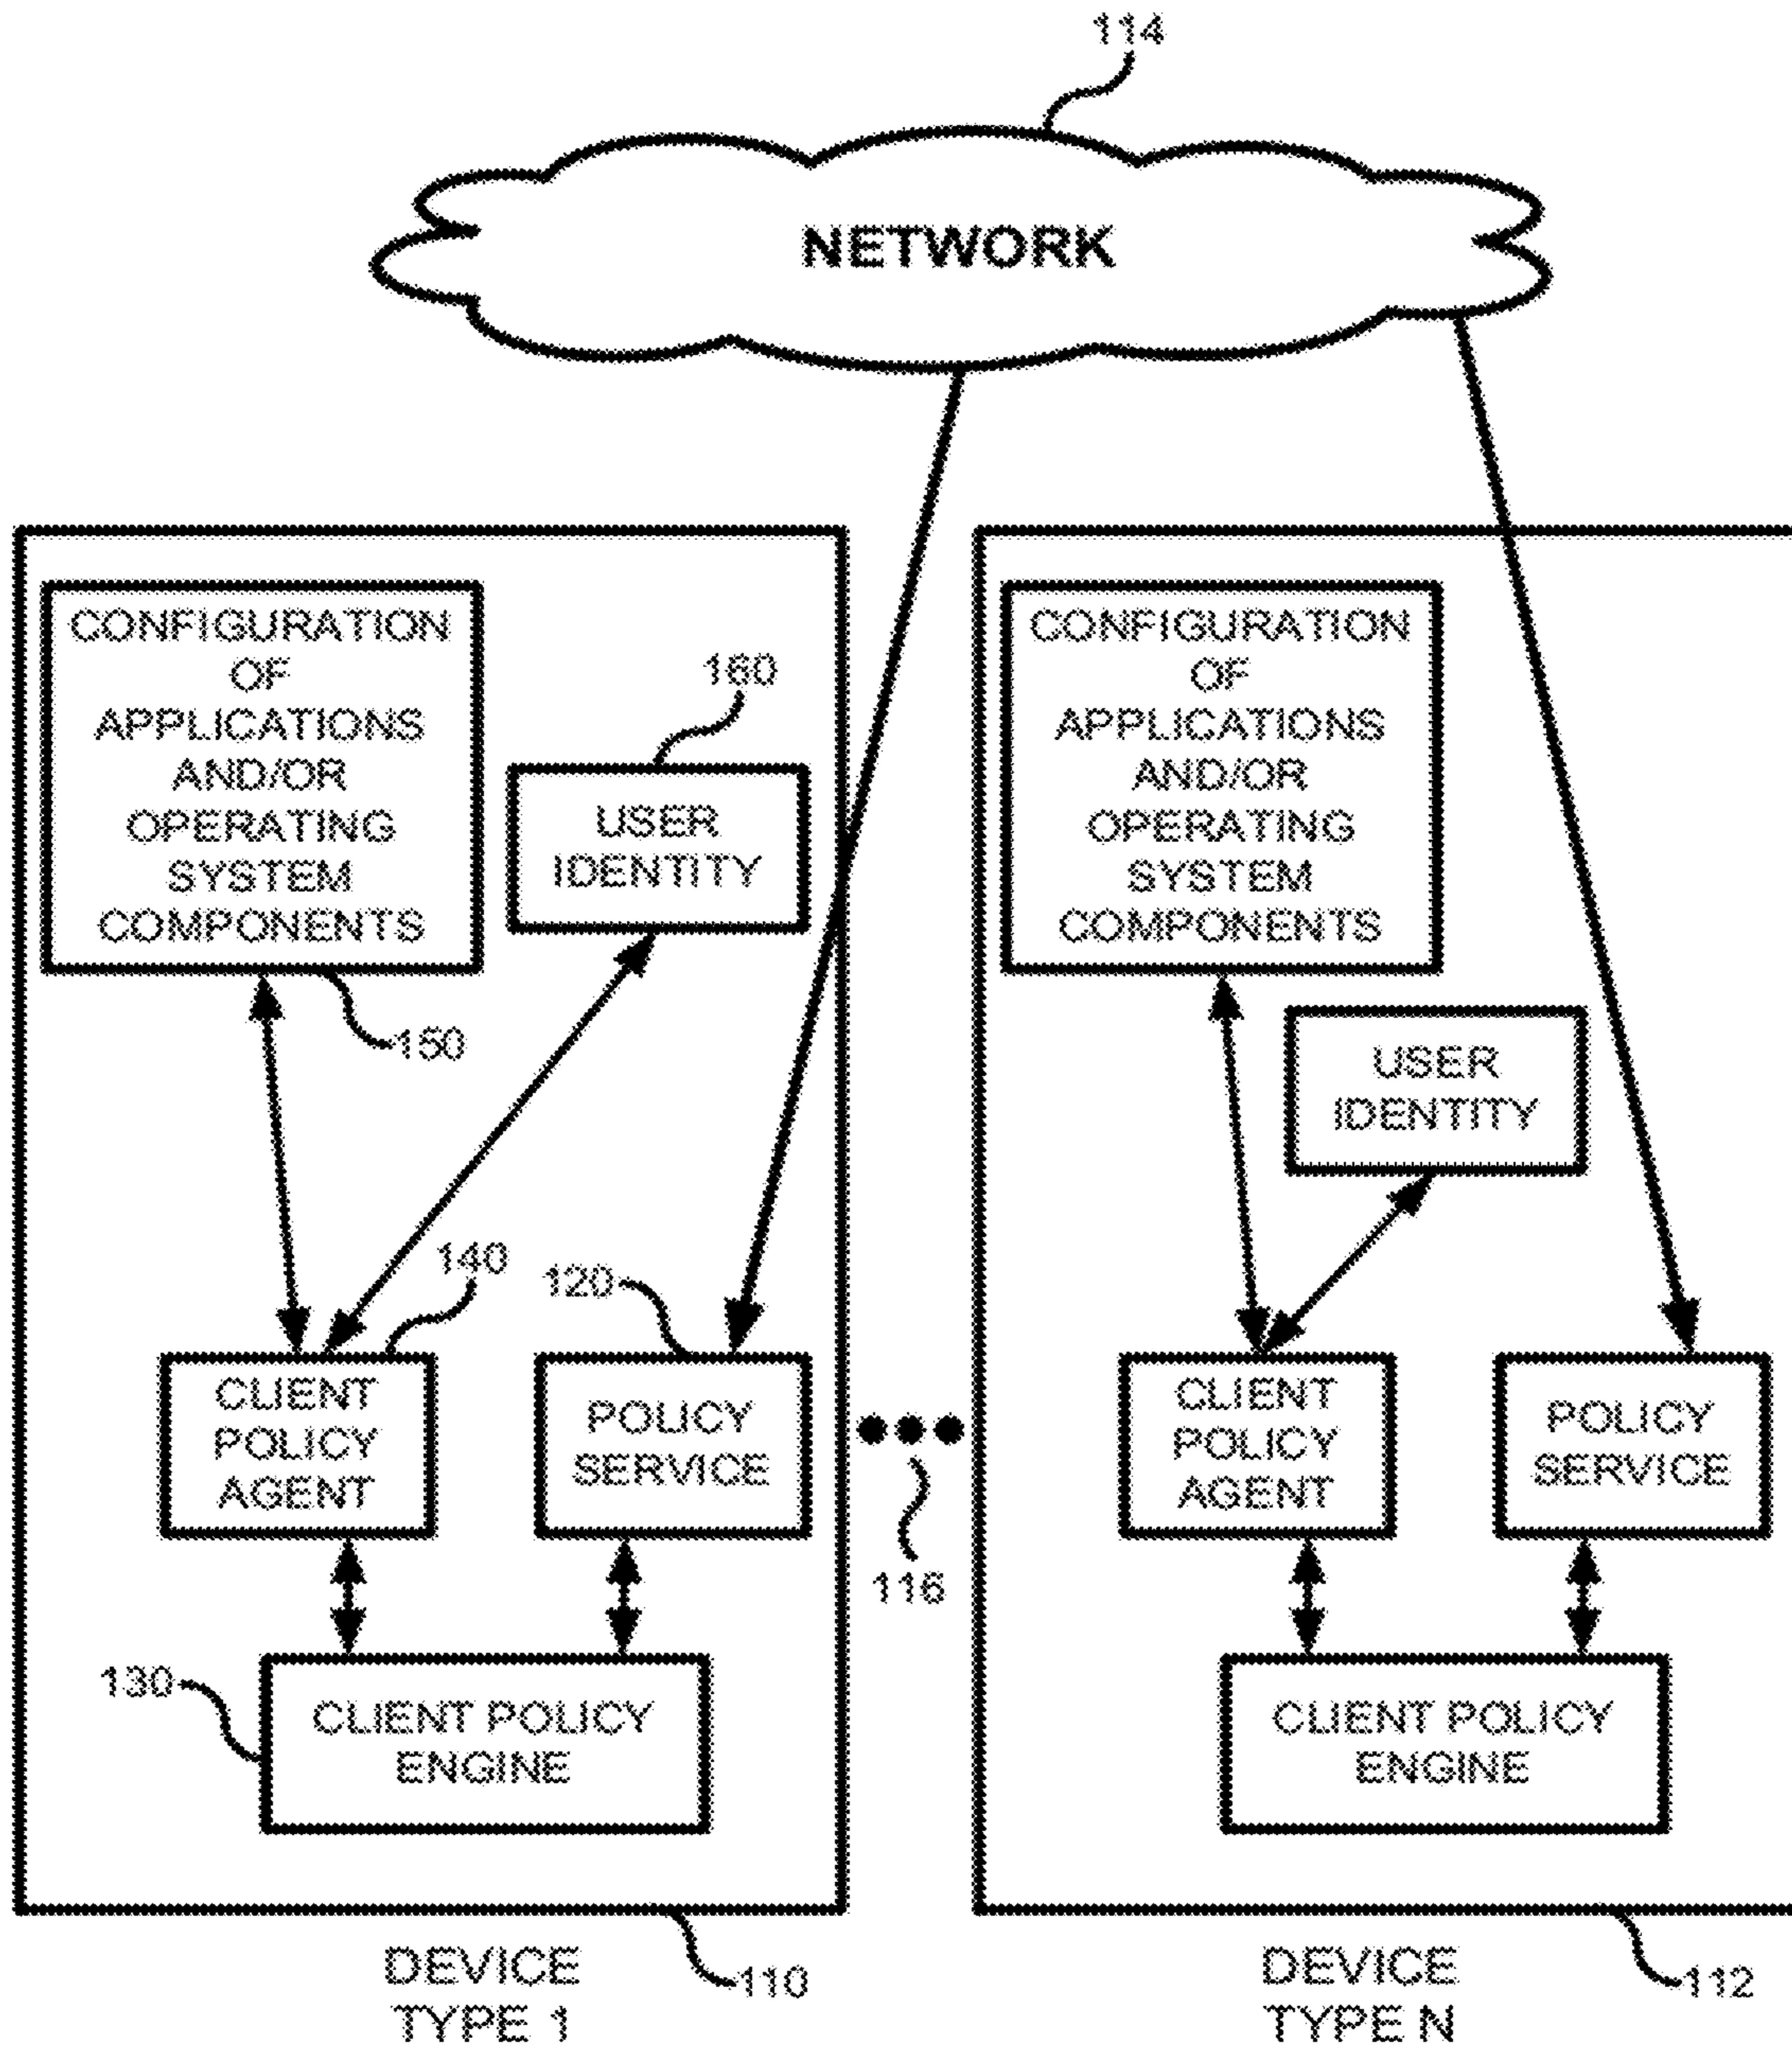 114
NETWORK
CONFIGURATION
OF
APPLICATIONS
AND/OR
OPERATING
SYSTEM
COMPONENTS
150
160
USER
IDENTITY
140
CLIENT
POLICY
AGENT
120
POLICY
SERVICE
130
CLIENT POLICY
ENGINE
DEVICE
TYPE 1
110
116
CONFIGURATION
OF
APPLICATIONS
AND/OR
OPERATING
SYSTEM
COMPONENTS
USER
IDENTITY
CLIENT
POLICY
AGENT
POLICY
SERVICE
CLIENT POLICY
ENGINE
DEVICE
TYPE N
112